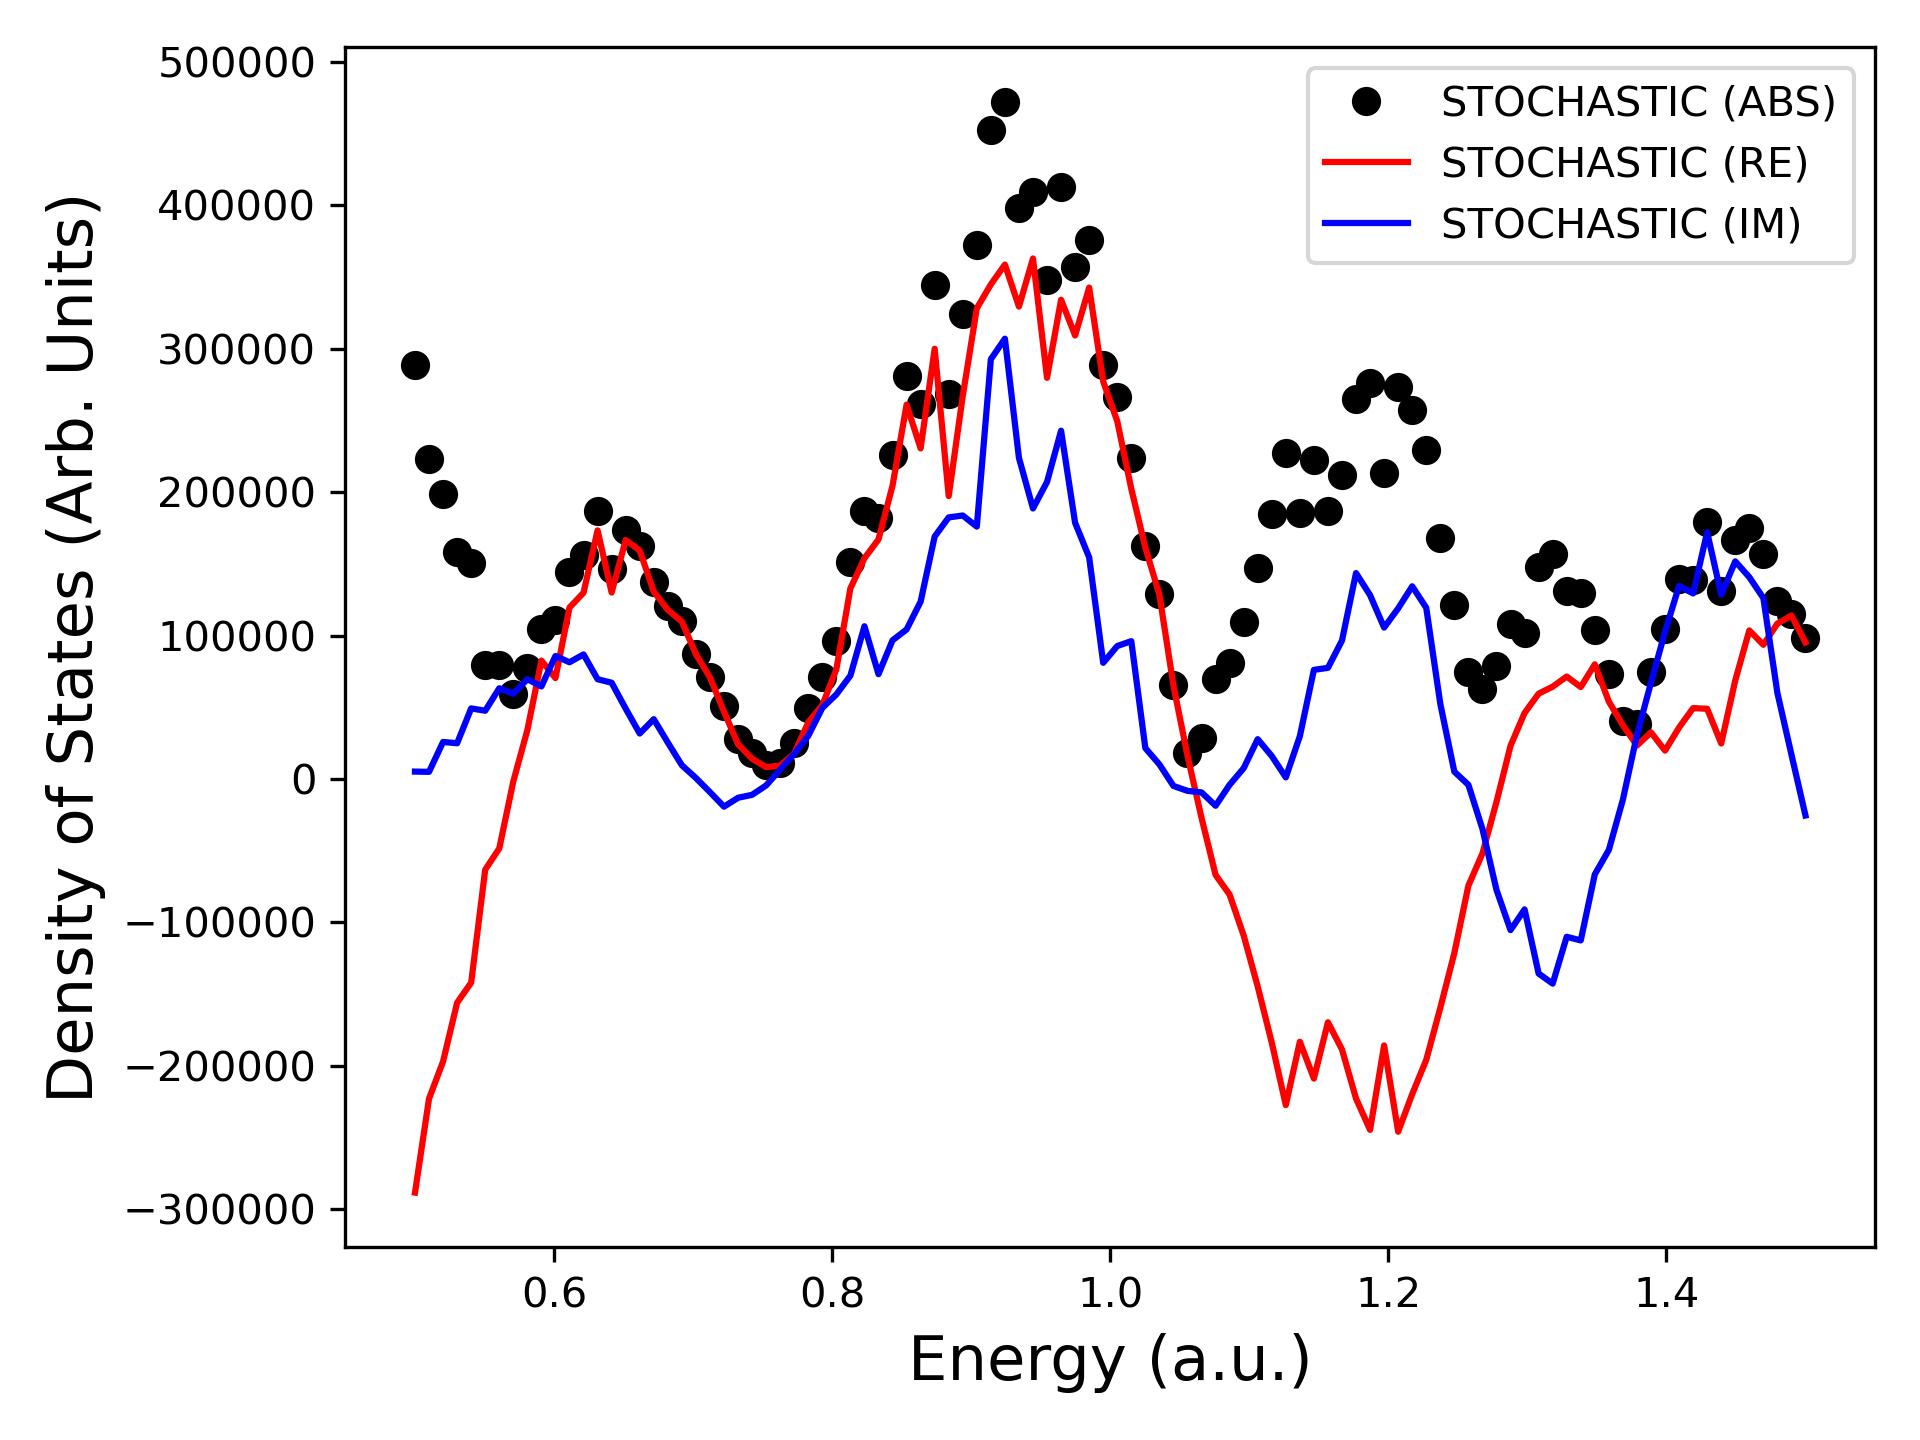 500000
400000
300000
200000
100000
0
−100000
−200000
−300000
Density of States (Arb. Units)
STOCHASTIC (ABS)
STOCHASTIC (RE)
STOCHASTIC (IM)
0.6 0.8 1.0 1.2 1.4
Energy (a.u.)